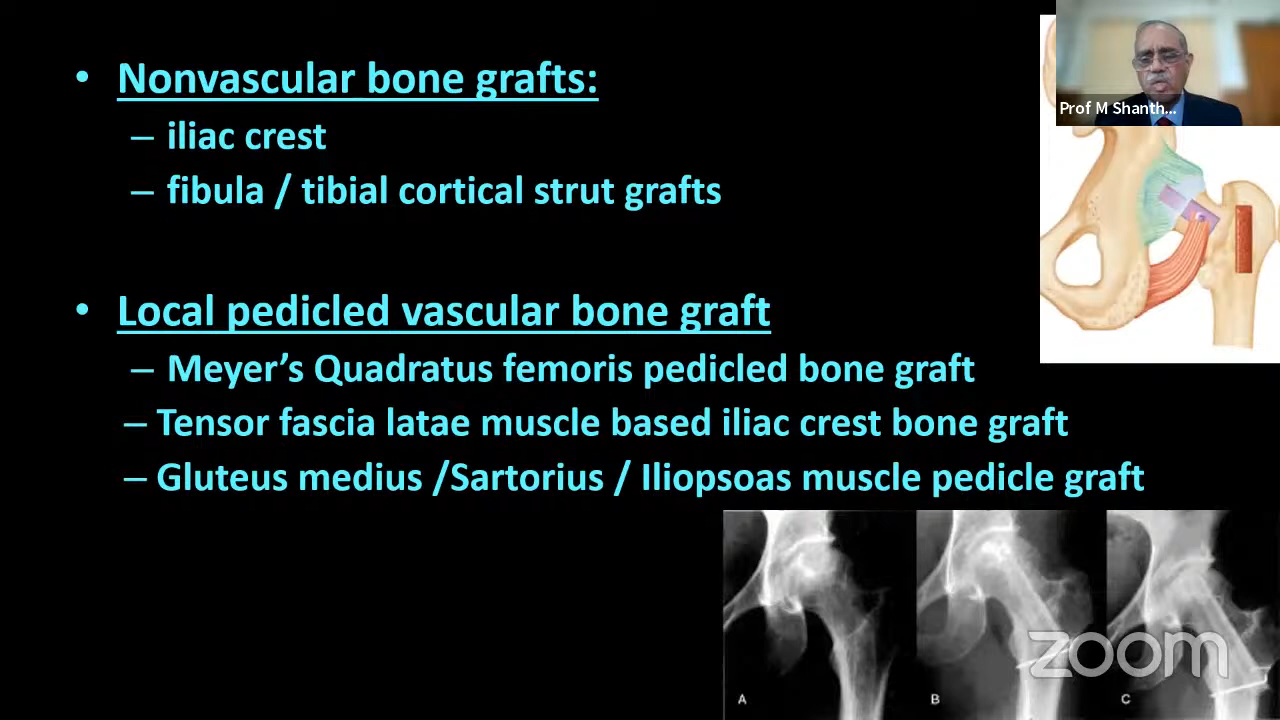 • Nonvascular bone grafts:
– iliac crest
– fibula / tibial cortical strut grafts
• Local pedicled vascular bone graft
– Meyer’s Quadratus femoris pedicled bone graft
– Tensor fascia latae muscle based iliac crest bone graft
– Gluteus medius /Sartorius / Iliopsoas muscle pedicle graft
Prof M Shanth...
A B C
zoom